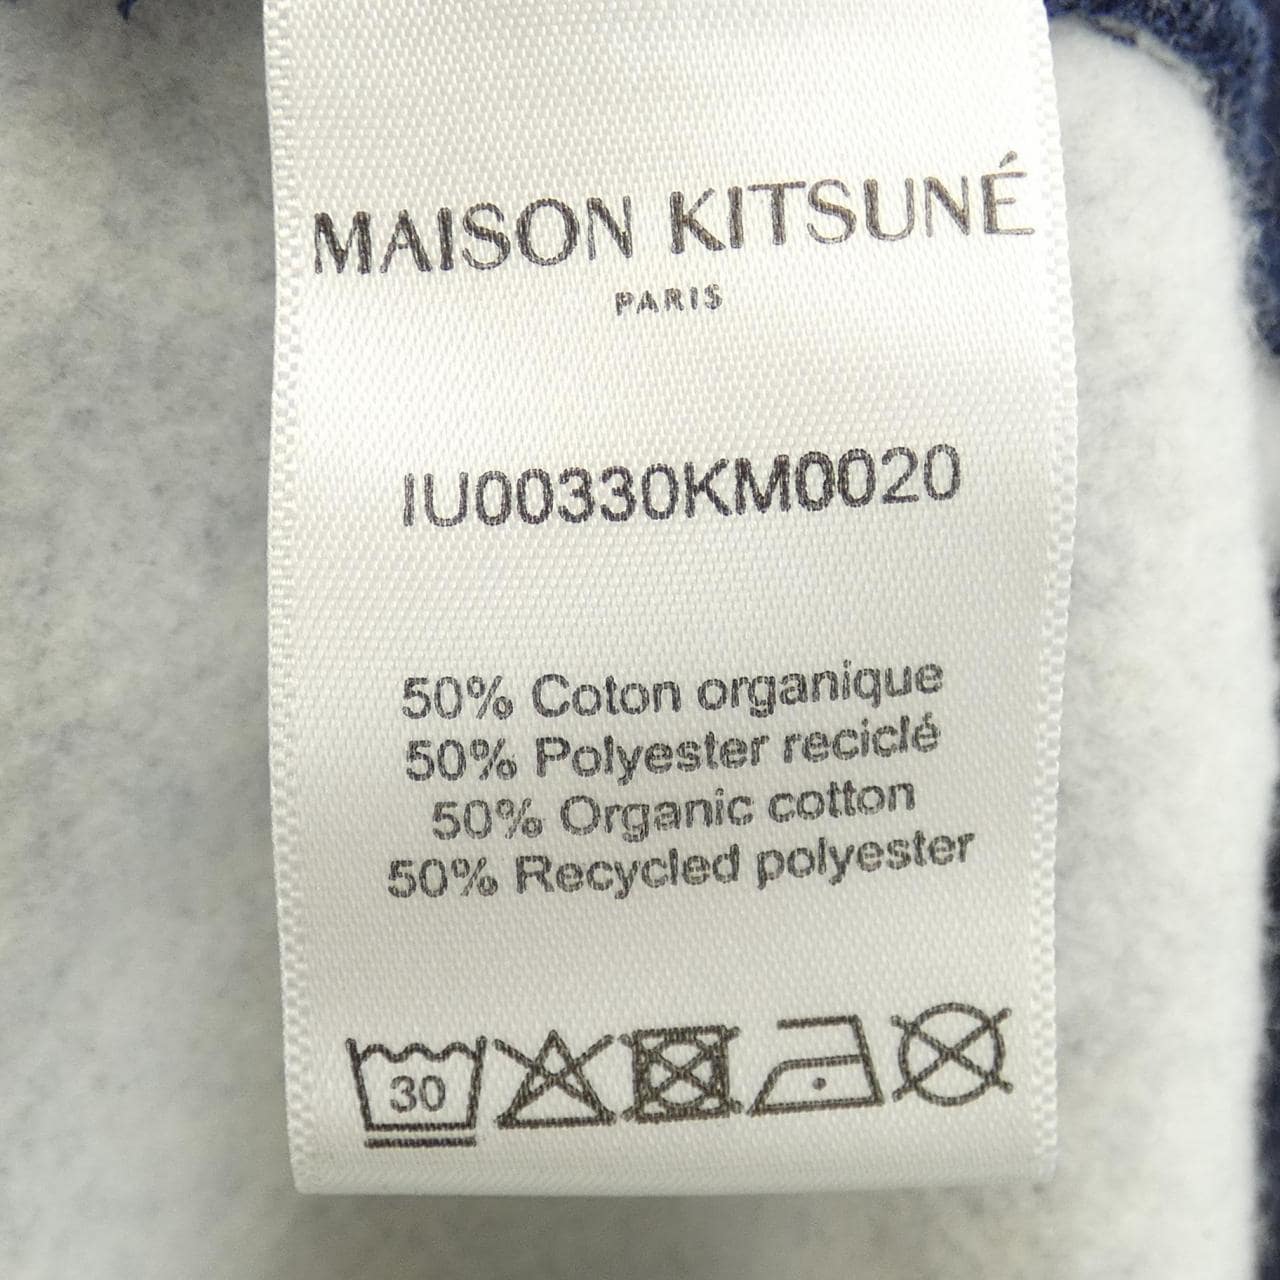 MAISON KITSUNÉ
PARIS
IU00330KM0020
50% Coton organique
50% Polyester reciclé
50% Organic cotton
50% Recycled polyester
30